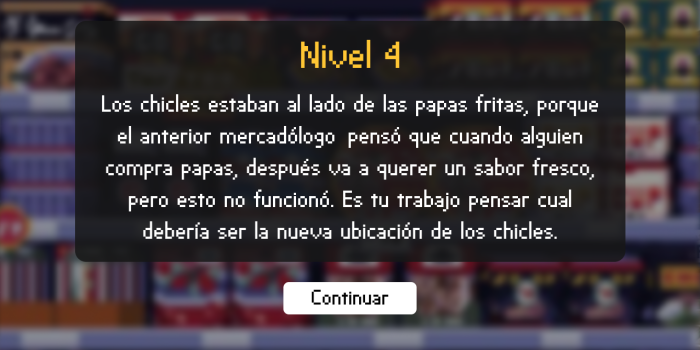 Nivel 4
Los chicles estaban al lado de las papas fritas, porque
el anterior mercadólogo pensó que cuando alguien
compra papas, después va a querer un sabor fresco,
pero esto no funcionó. Es tu trabajo pensar cual
debería ser la nueva ubicación de los chicles.
Continuar